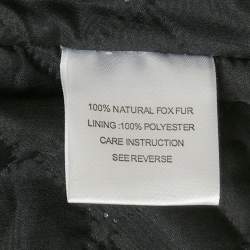 100% NATURAL FOX FUR
LINING :100% POLYESTER
CARE INSTRUCTION
SEE REVERSE